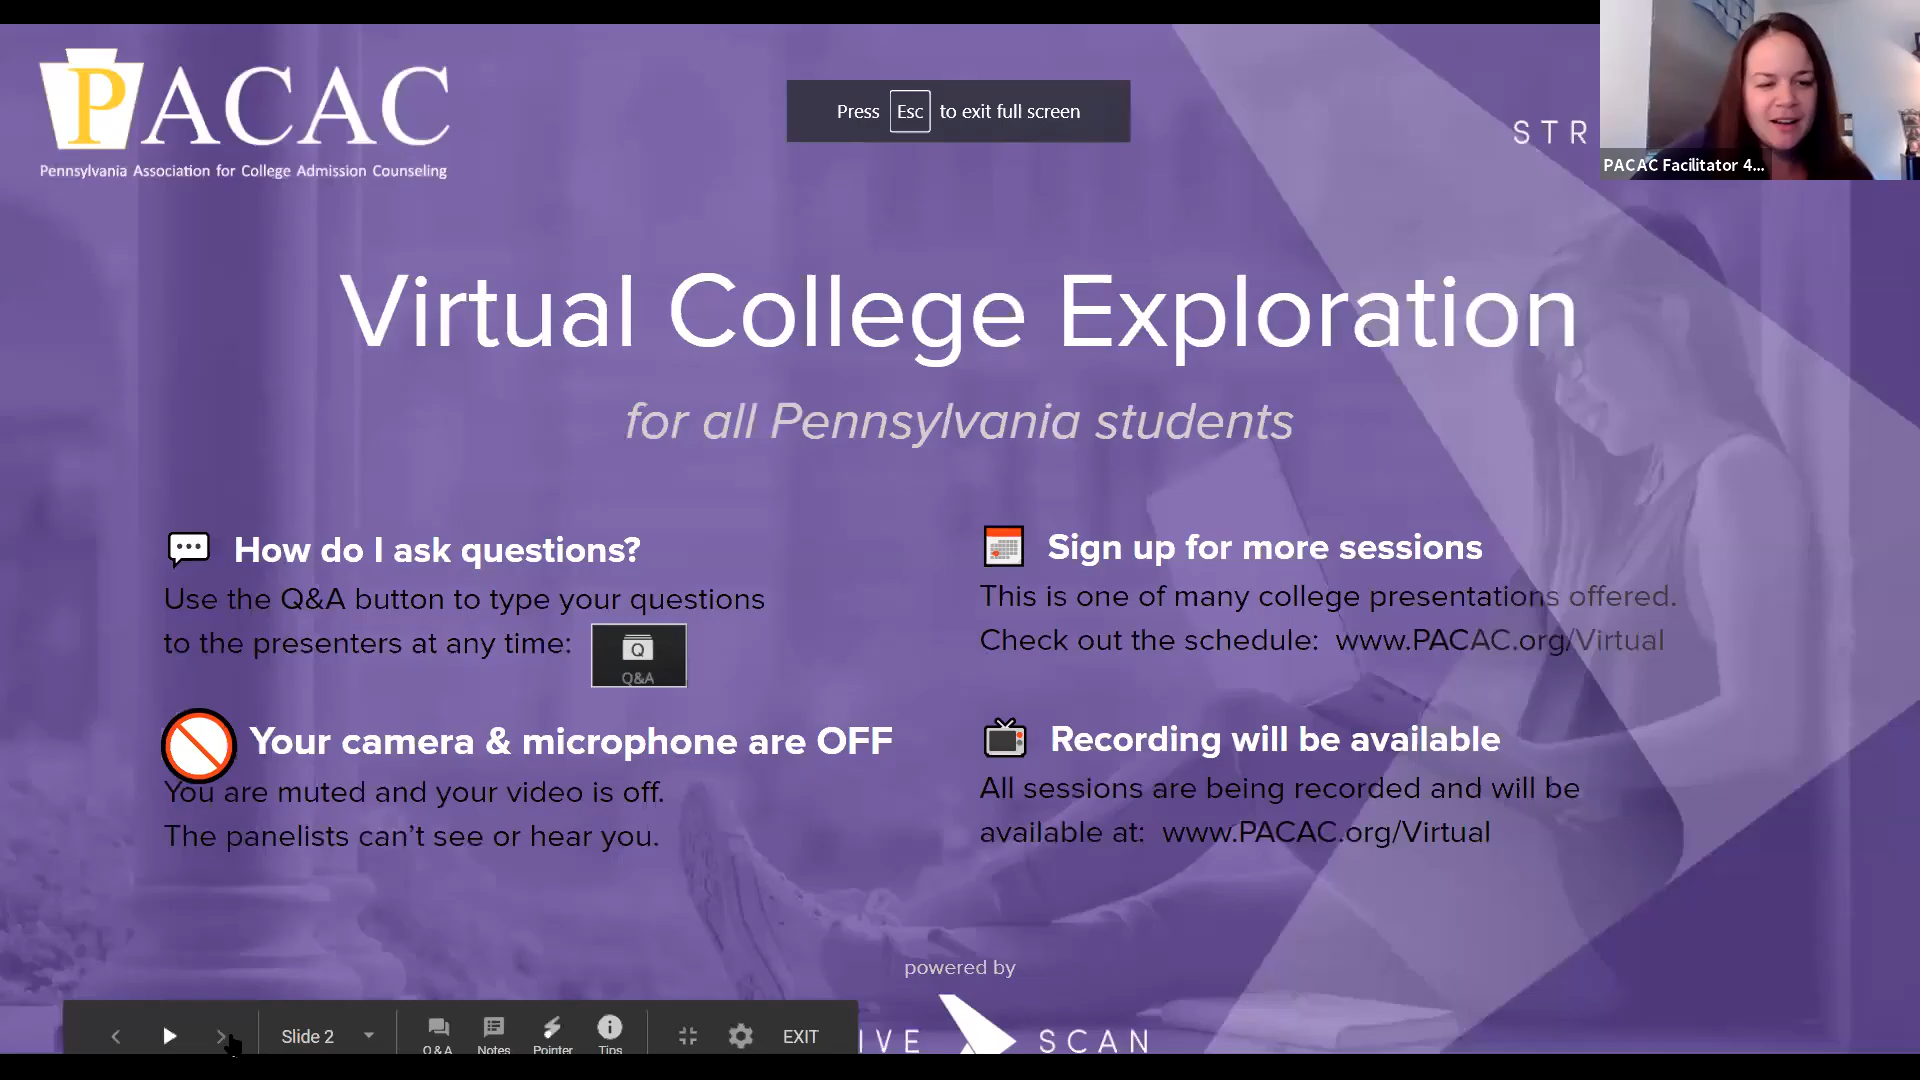 PACAC
Pennsylvania Association for College Admission Counseling
Press Esc to exit full screen
STR
PACAC Facilitator 4...
Virtual College Exploration
for all Pennsylvania students
How do I ask questions?
Use the Q&A button to type your questions
to the presenters at any time:
Q
Q&A
Sign up for more sessions
This is one of many college presentations offered.
Check out the schedule: www.PACAC.org/Virtual
Your camera & microphone are OFF
You are muted and your video is off.
The panelists can't see or hear you.
Recording will be available
All sessions are being recorded and will be
available at: www.PACAC.org/Virtual
powered by
IVE SCAN
Slide 2
Q&A
Notes
Pointer
Tips
EXIT